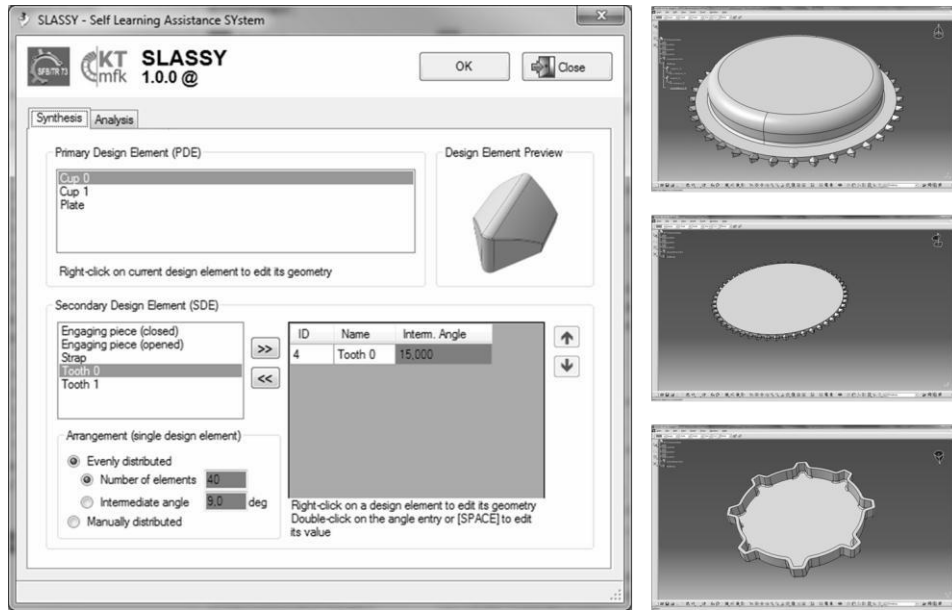 SLASSY - Self Learning Assistance SYstem
SFB/TR 73
KT
mfk
SLASSY
1.0.0 @
OK
Close
Synthesis
Analysis
Primary Design Element (PDE)
Cup 0
Cup 1
Plate
Right-click on current design element to edit its geometry
Design Element Preview
Secondary Design Element (SDE)
Engaging piece (closed)
Engaging piece (opened)
Strap
Tooth 0
Tooth 1
>>
<<
ID Name Interm. Angle
4 Tooth 0 15,000
Arrangement (single design element)
Evenly distributed
Number of elements 40
Intermediate angle 9.0 deg
Manually distributed
Right-click on a design element to edit its geometry
Double-click on the angle entry or [SPACE] to edit
its value